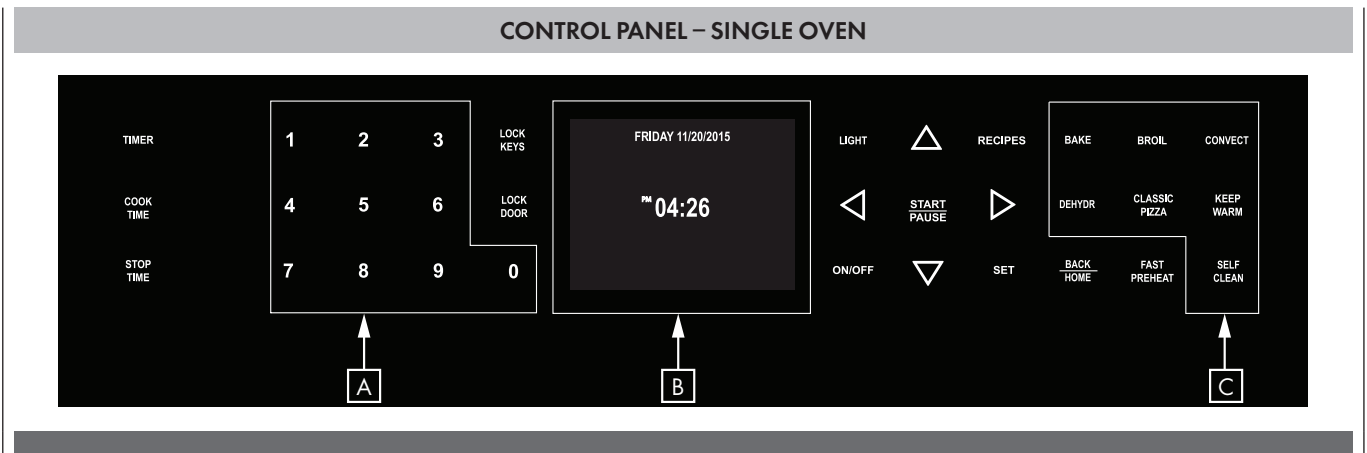 CONTROL PANEL – SINGLE OVEN
TIMER
1 2 3
LOCK
KEYS
FRIDAY 11/20/2015
LIGHT
RECIPES
BAKE
BROIL
CONVECT
COOK
TIME
4 5 6
LOCK
DOOR
PM 04:26
START
PAUSE
DEHYDR
CLASSIC
PIZZA
KEEP
WARM
STOP
TIME
7 8 9 0
ON/OFF
SET
BACK
HOME
FAST
PREHEAT
SELF
CLEAN
A
B
C